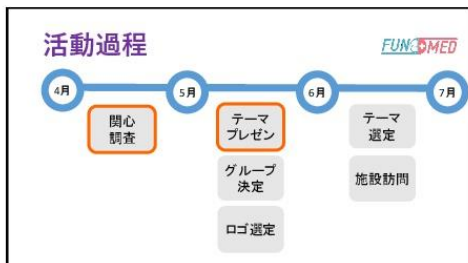 活動過程
FUN MED
4月
5月
6月
7月
関心
調査
テーマ
プレゼン
グループ
決定
ロゴ選定
テーマ
選定
施設訪問